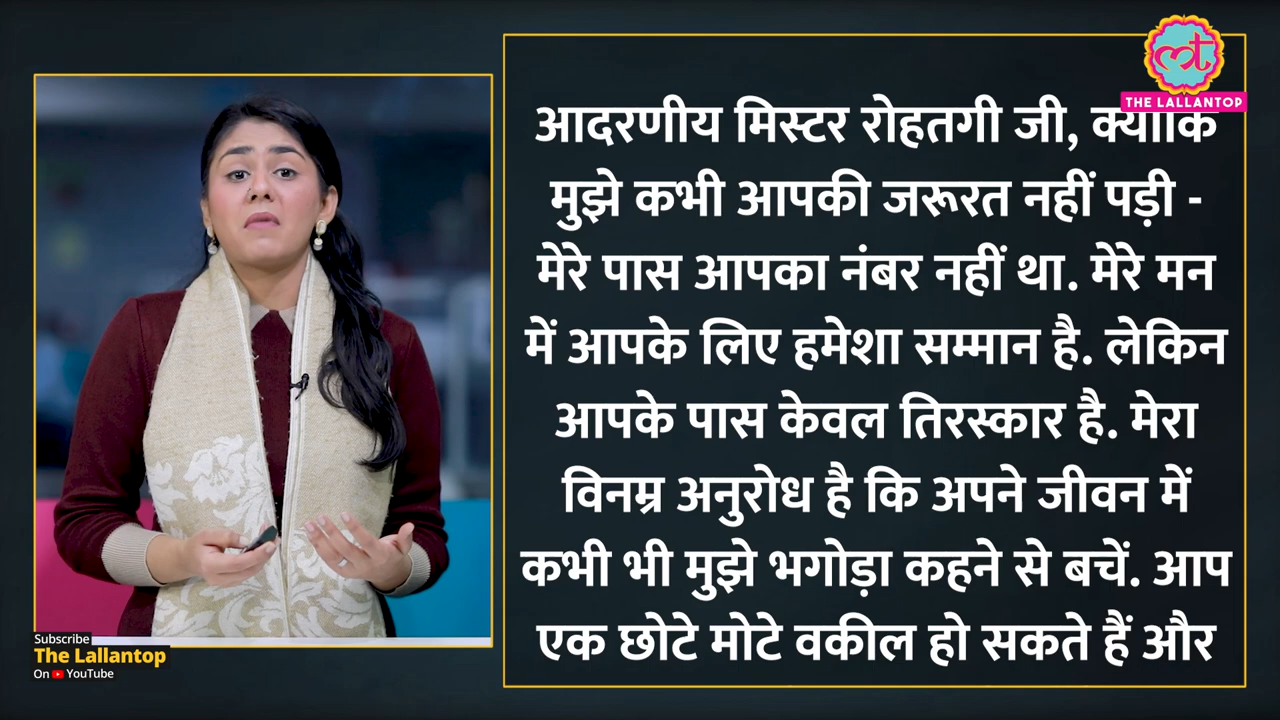 आदरणीय मिस्टर रोहतगी जी, क्योंकि
मुझे कभी आपकी जरूरत नहीं पड़ी -
मेरे पास आपका नंबर नहीं था. मेरे मन
में आपके लिए हमेशा सम्मान है. लेकिन
आपके पास केवल तिरस्कार है. मेरा
विनम्र अनुरोध है कि अपने जीवन में
कभी भी मुझे भगोड़ा कहने से बचें. आप
एक छोटे मोटे वकील हो सकते हैं और
lt
THE LALLANTOP
Subscribe
The Lallantop
On YouTube